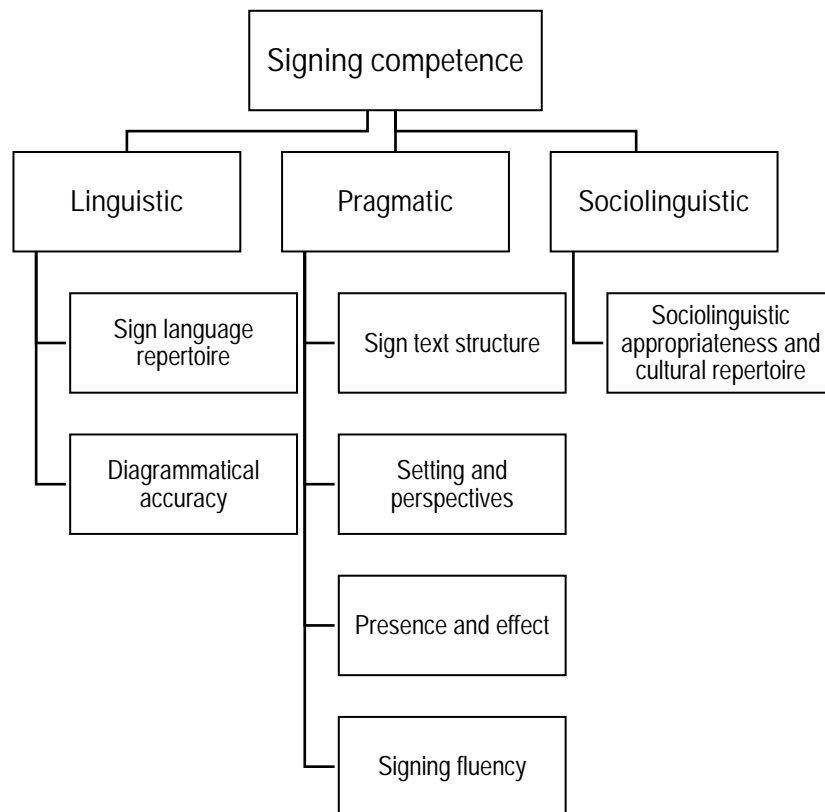 Signing competence
Linguistic
Pragmatic
Sociolinguistic
Sign language
repertoire
Sign text structure
Sociolinguistic
appropriateness and
cultural repertoire
Diagrammatical
accuracy
Setting and
perspectives
Presence and effect
Signing fluency